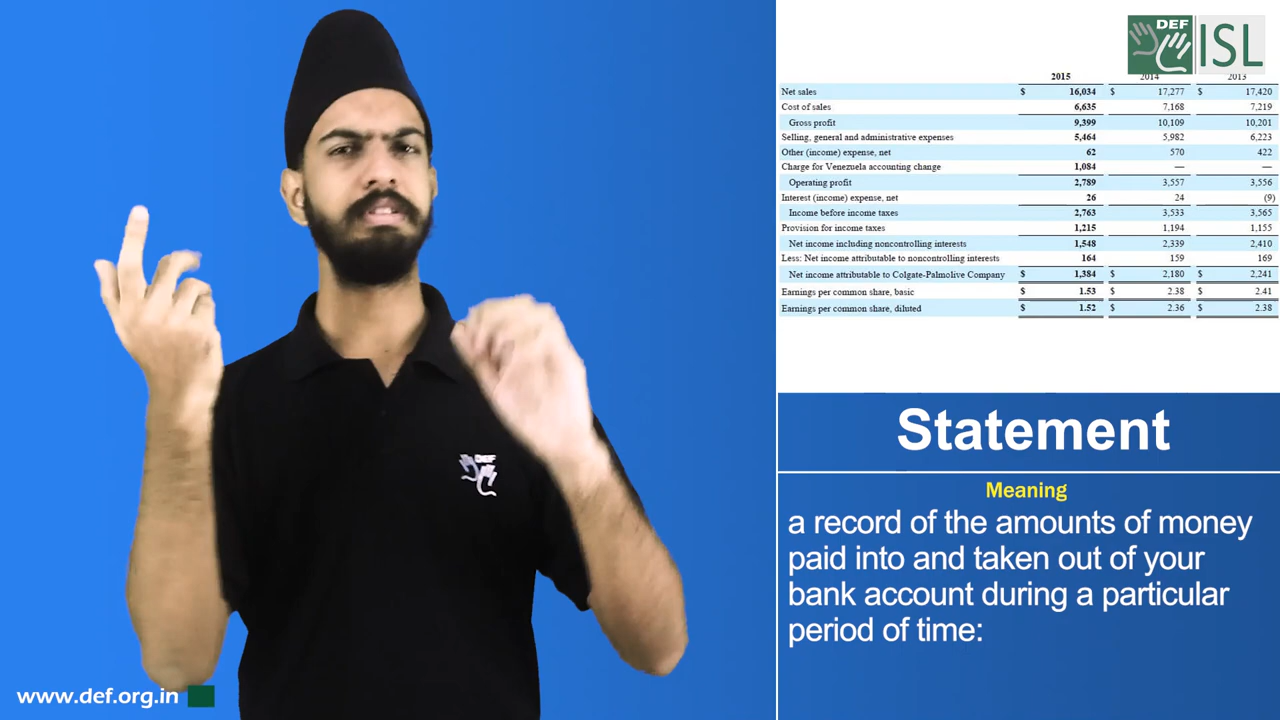 DEF
ISL
2015 2014 2013
Net sales $ 16,034 $ 17,277 $ 17,420
Cost of sales 6,635 7,168 7,219
Gross profit 9,399 10,109 10,201
Selling, general and administrative expenses 5,464 5,982 6,223
Other (income) expense, net 62 570 422
Charge for Venezuela accounting change 1,084 — —
Operating profit 2,789 3,557 3,556
Interest (income) expense, net 26 24 (9)
Income before income taxes 2,763 3,533 3,565
Provision for income taxes 1,215 1,194 1,155
Net income including noncontrolling interests 1,548 2,339 2,410
Less: Net income attributable to noncontrolling interests 164 159 169
Net income attributable to Colgate-Palmolive Company $ 1,384 $ 2,180 $ 2,241
Earnings per common share, basic $ 1.53 $ 2.38 $ 2.41
Earnings per common share, diluted $ 1.52 $ 2.36 $ 2.38
Statement
Meaning
a record of the amounts of money
paid into and taken out of your
bank account during a particular
period of time:
DEF
www.def.org.in